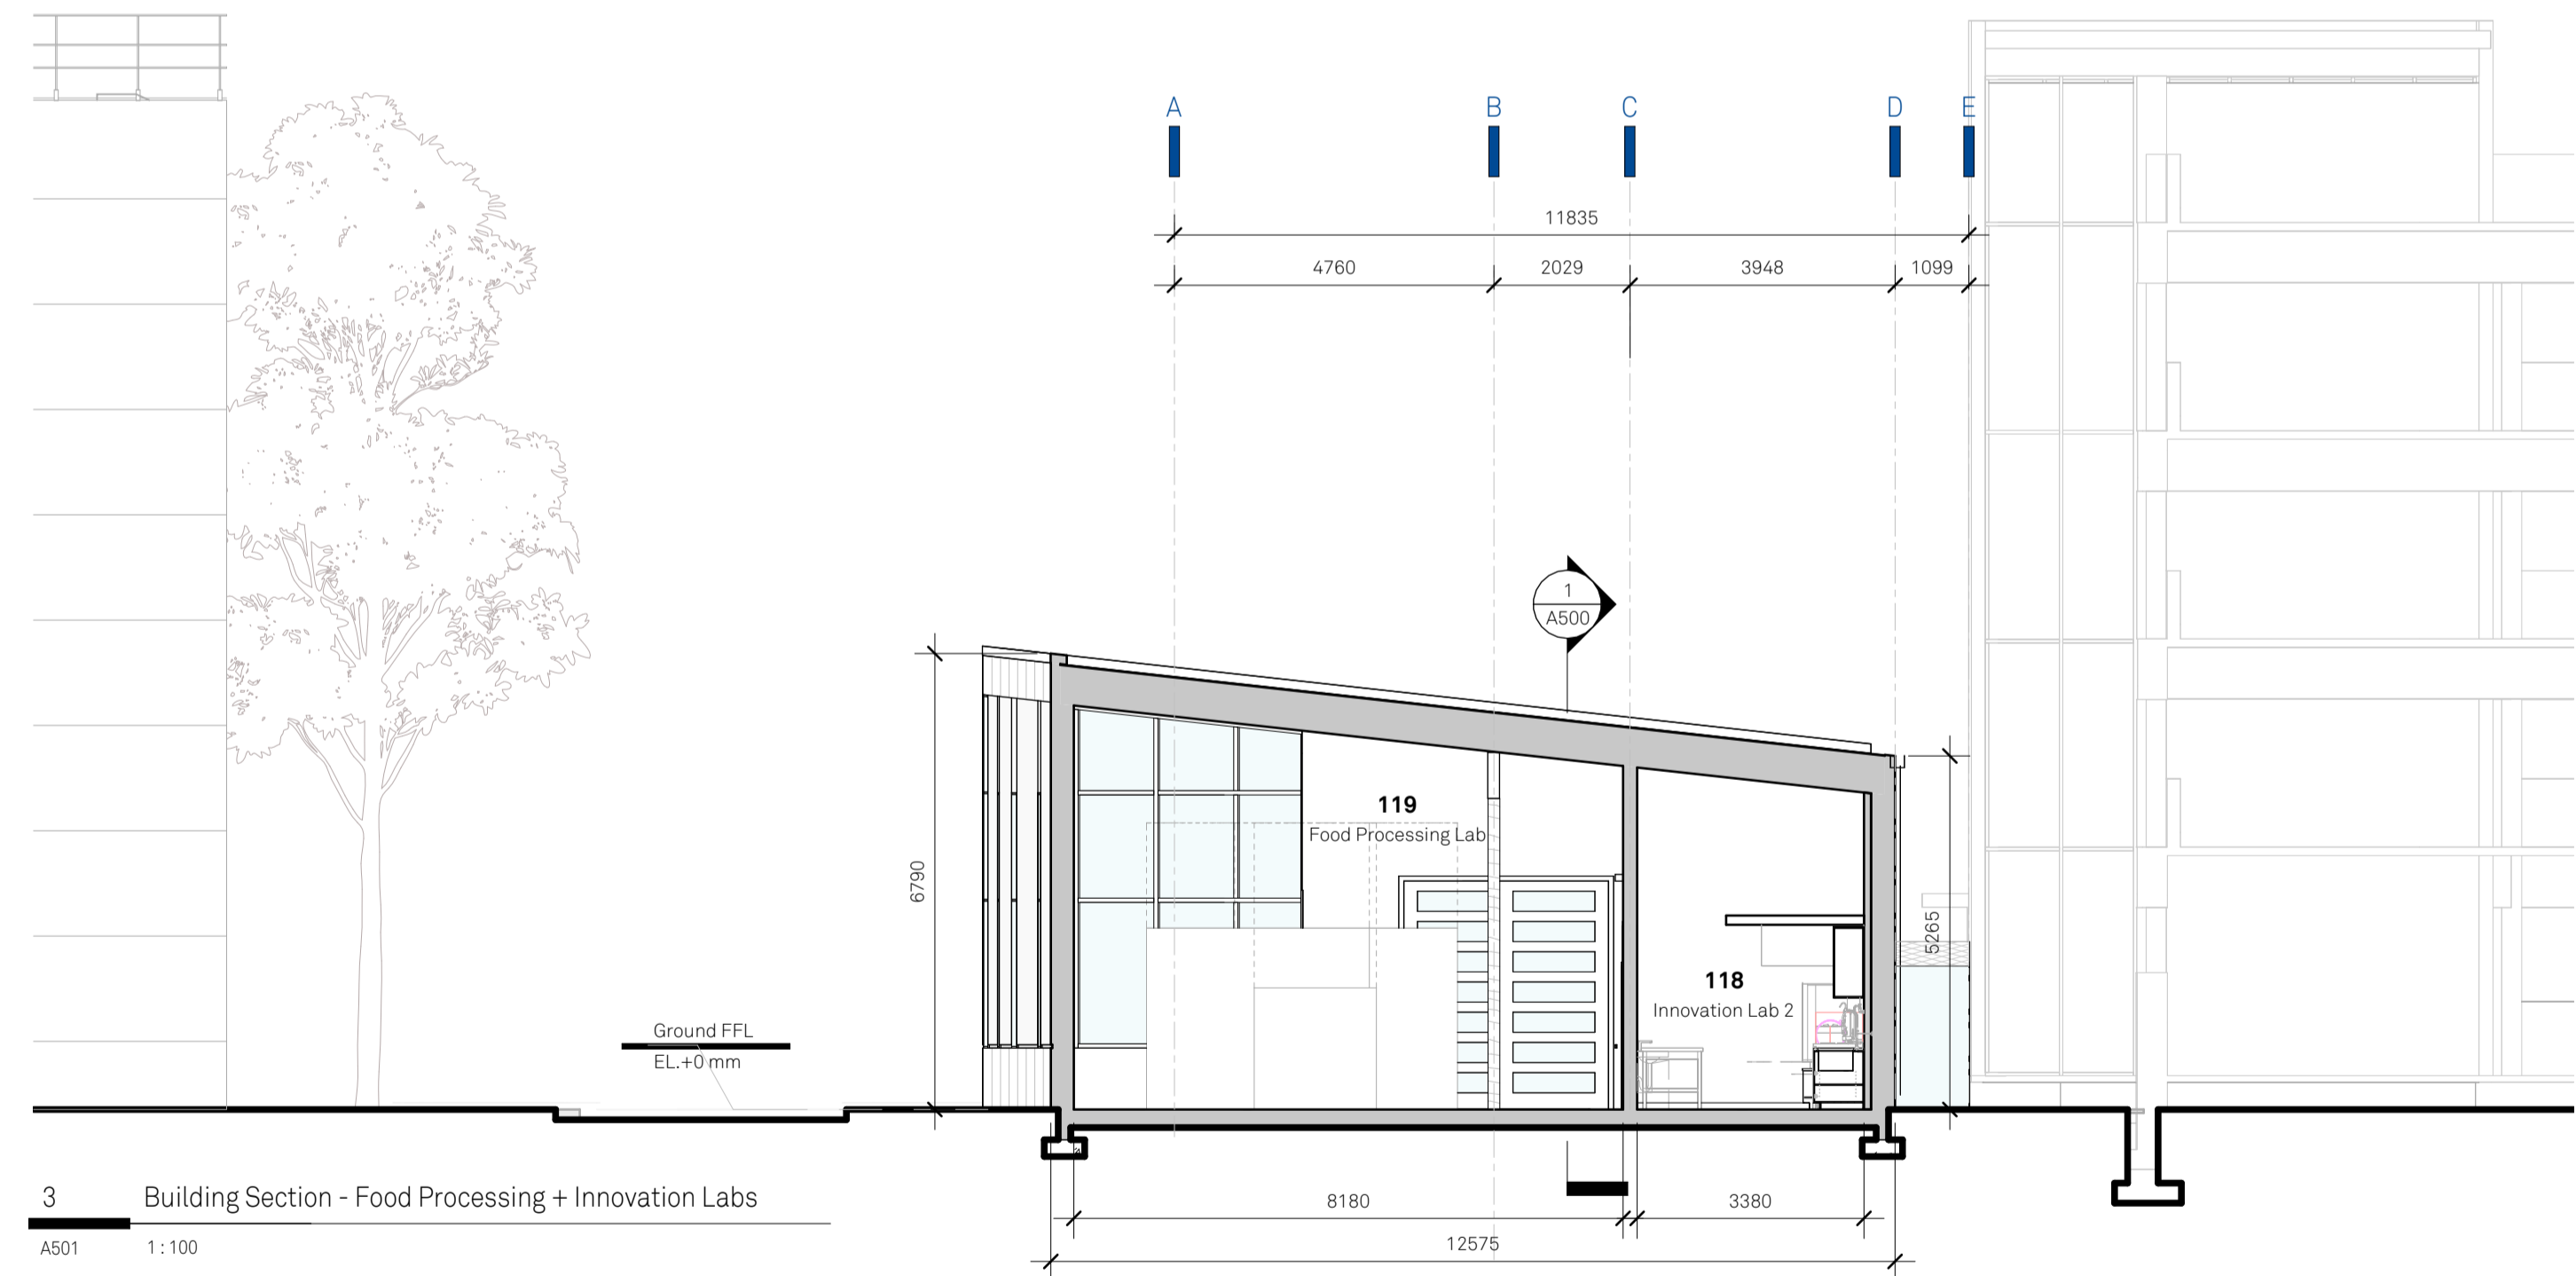 A B C D E
11835
4760 2029 3948 1099
1
A500
119
Food Processing Lab
6790
5265
118
Innovation Lab 2
Ground FFL
EL.+0 mm
8180 3380
12575
3 Building Section - Food Processing + Innovation Labs
A501 1 : 100